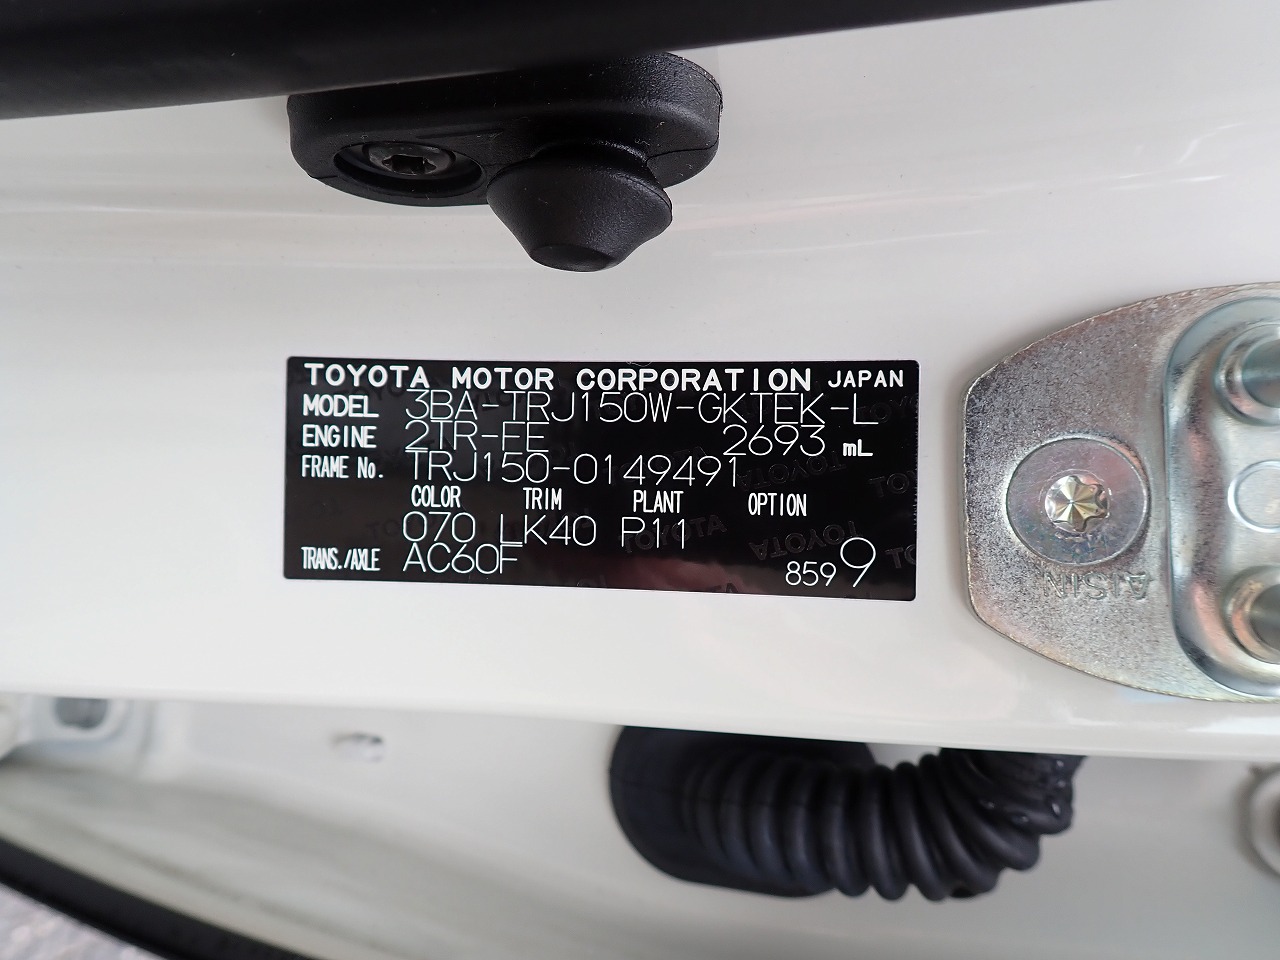 TOYOTA MOTOR CORPORATION JAPAN
MODEL 3BA-TRJ150W-GKTEK-L
ENGINE 2TR-FE 2693 mL
FRAME No. TRJ150-0149491
COLOR TRIM PLANT OPTION
070 LK40 P11
TRANS./AXLE AC60F 8599
AISIN